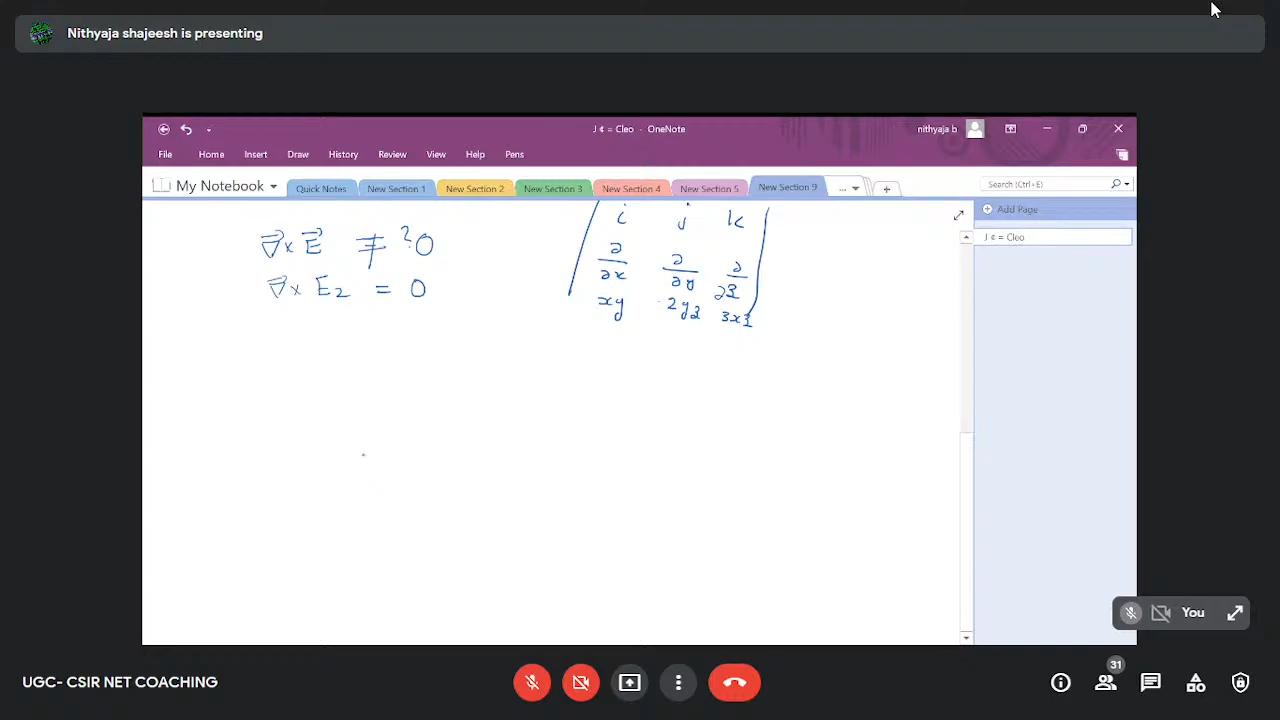 Nithyaja shajeesh is presenting
J ¢ = Cleo - OneNote
nithyaja b
File Home Insert Draw History Review View Help Pens
My Notebook Quick Notes New Section 1 New Section 2 New Section 3 New Section 4 New Section 5 New Section 9 ... +
Search (Ctrl+E)
Add Page
J ¢ = Cleo
∇⃗ × E⃗ ≠ ? 0
∇ × E₂ = 0
i j k
∂/∂x ∂/∂y ∂/∂z
xy 2yz 3xz
You
UGC- CSIR NET COACHING
31